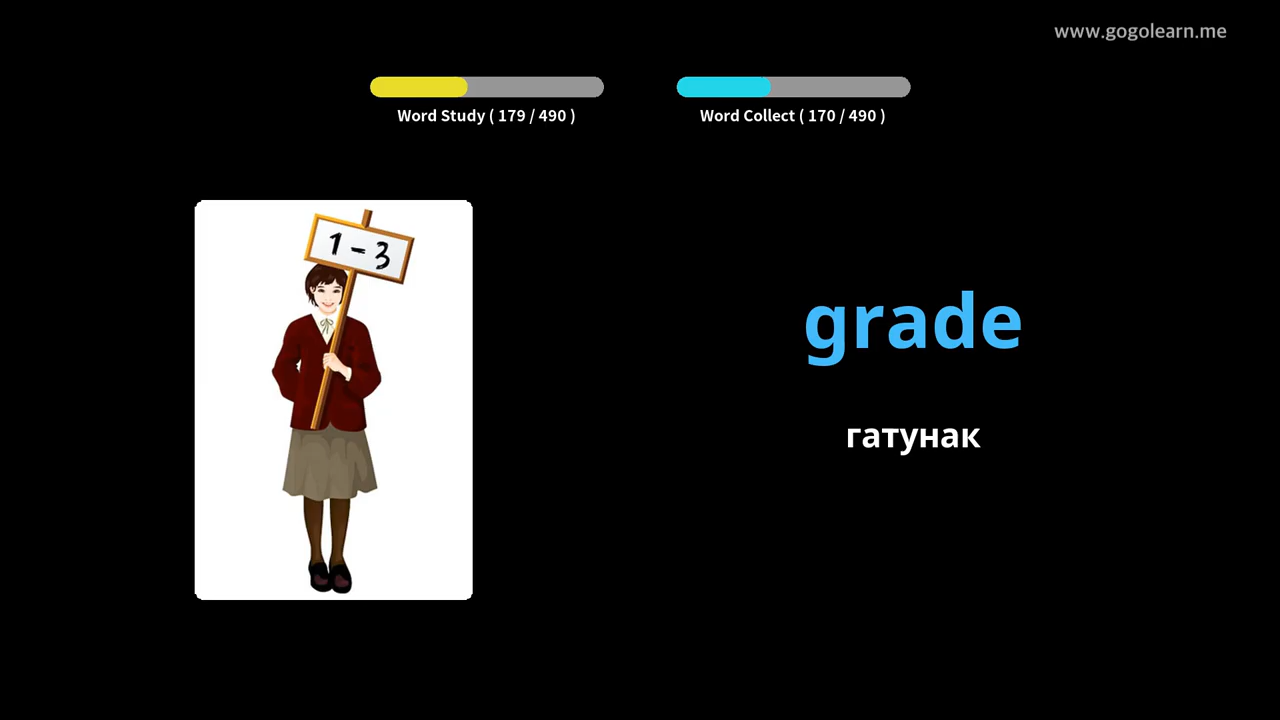 www.gogolearn.me
Word Study ( 179 / 490 )
Word Collect ( 170 / 490 )
1 - 3
grade
гатунак